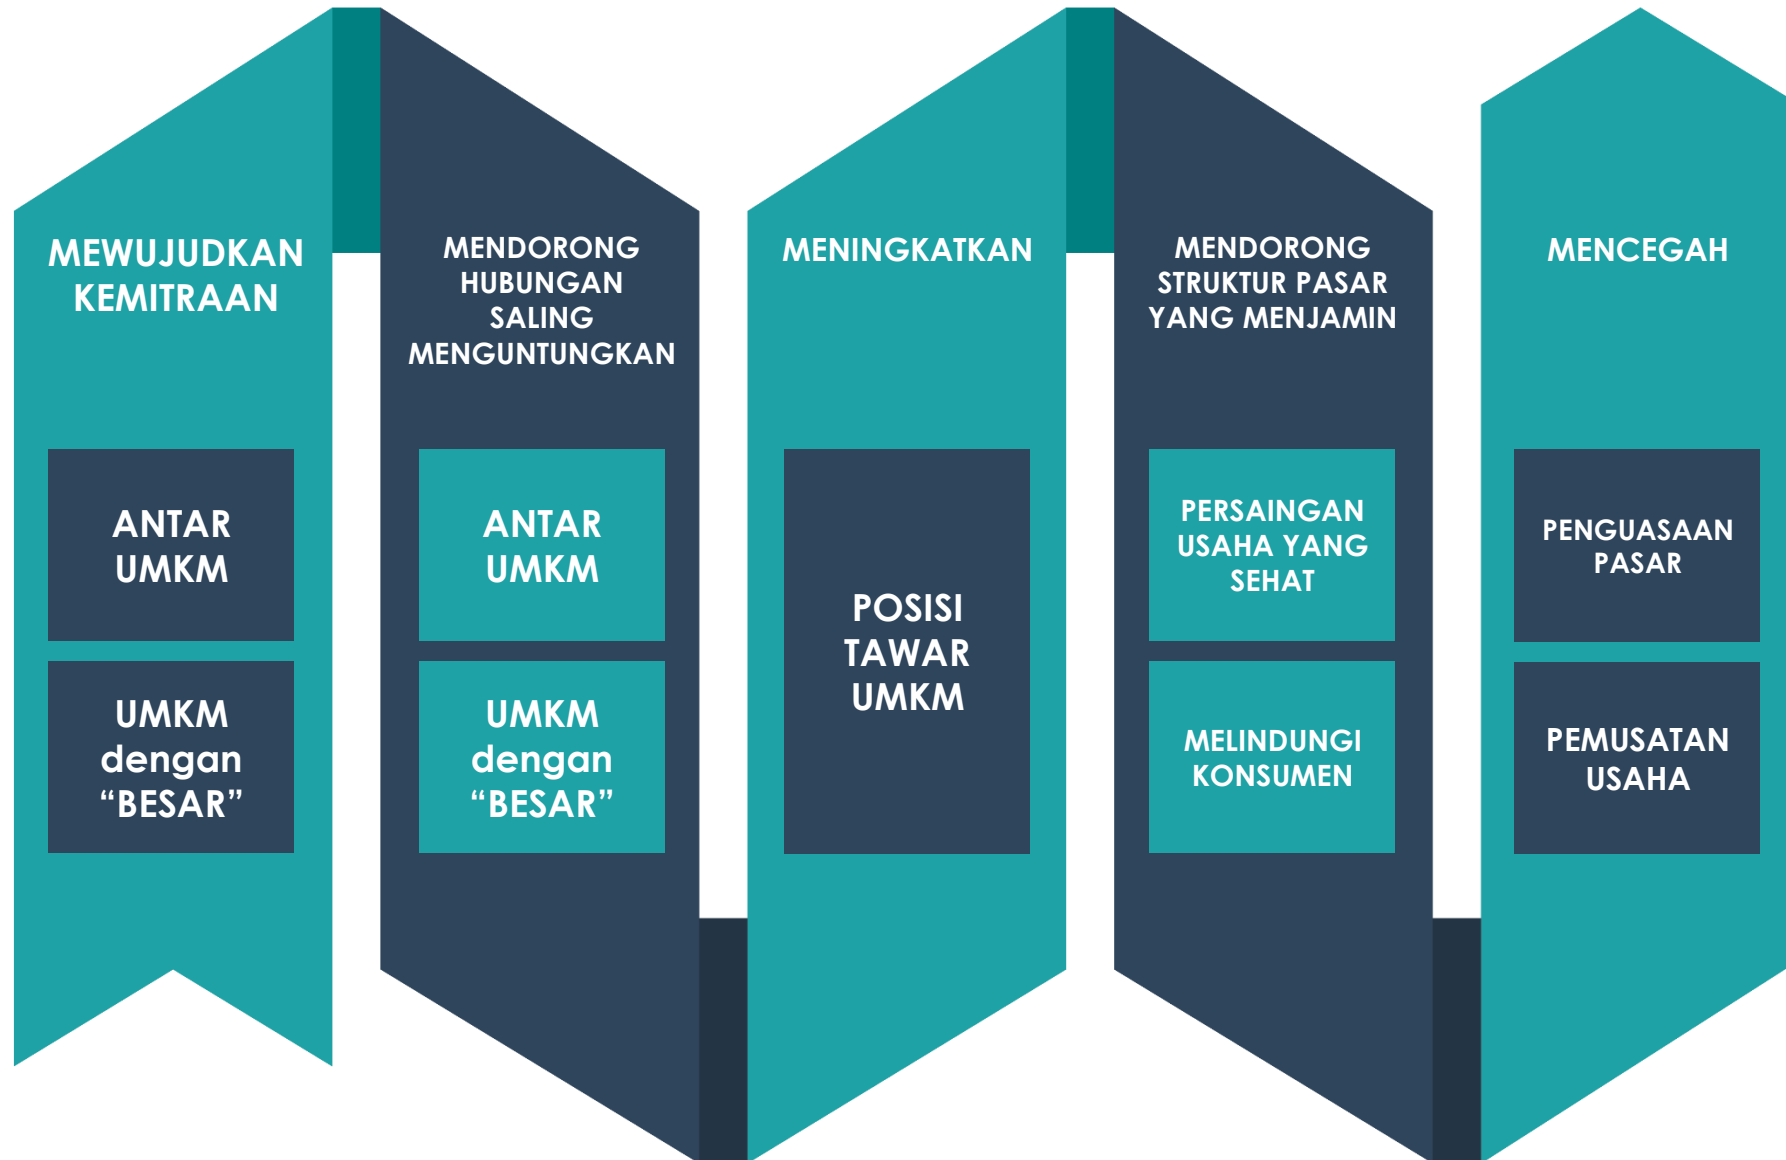 MEWUJUDKAN
KEMITRAAN
ANTAR
UMKM
UMKM
dengan
“BESAR”
MENDORONG
HUBUNGAN
SALING
MENGUNTUNGKAN
ANTAR
UMKM
UMKM
dengan
“BESAR”
MENINGKATKAN
POSISI
TAWAR
UMKM
MENDORONG
STRUKTUR PASAR
YANG MENJAMIN
PERSAINGAN
USAHA YANG
SEHAT
MELINDUNGI
KONSUMEN
MENCEGAH
PENGUASAAN
PASAR
PEMUSATAN
USAHA